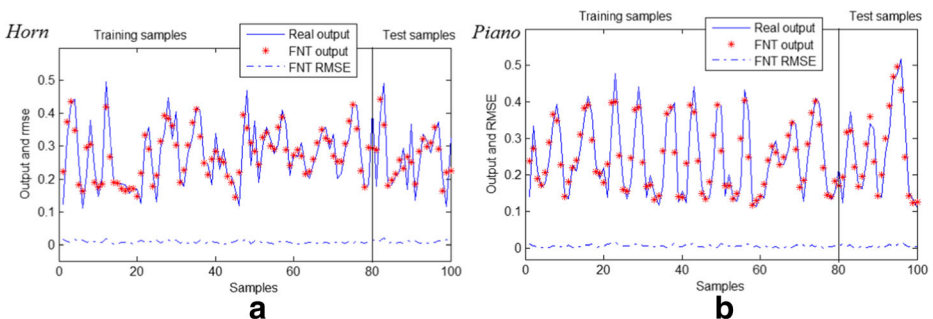 Horn
Training samples
Real output
FNT output
FNT RMSE
Test samples
Output and rmse
0.5
0.4
0.3
0.2
0.1
0
0 20 40 60 80 100
Samples
a
Piano
Training samples
Real output
FNT output
FNT RMSE
Test samples
Output and RMSE
0.5
0.4
0.3
0.2
0.1
0
0 20 40 60 80 100
Samples
b